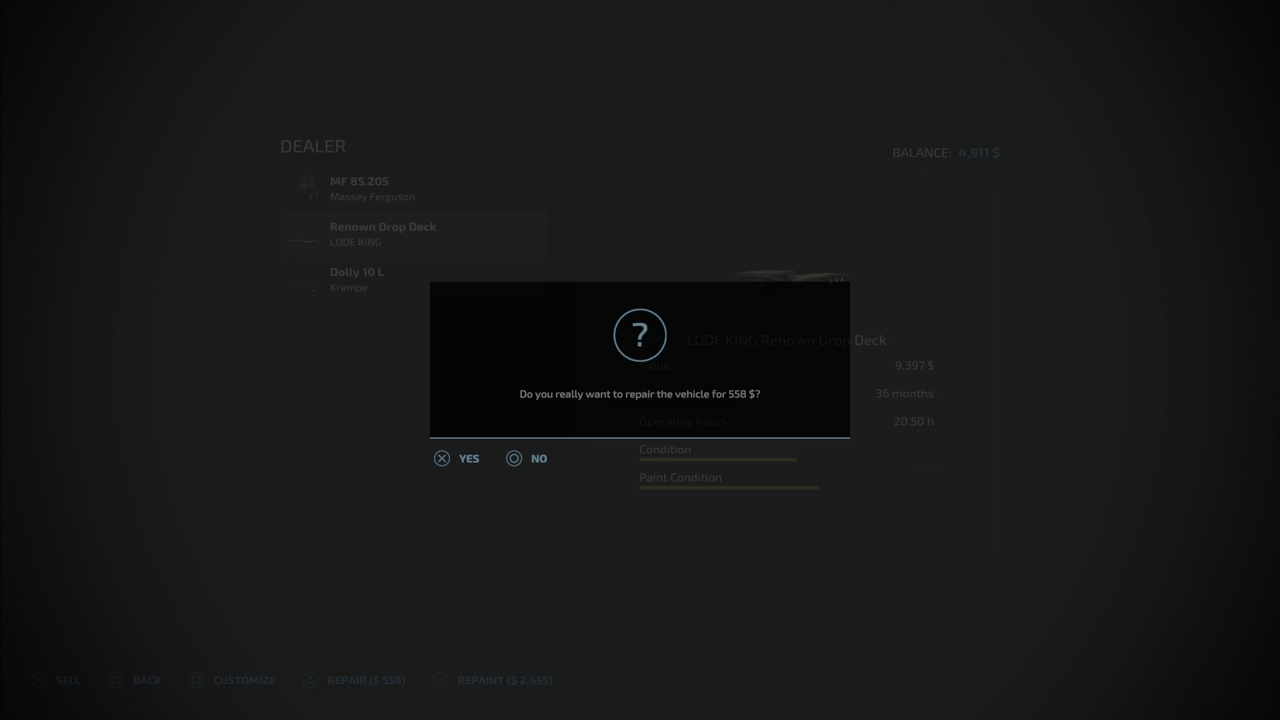 DEALER
BALANCE: 4,911 $
MF 8S.205
Massey Ferguson
Renown Drop Deck
LODE KING
Dolly 10 L
Krampe
?
LODE KING Renown Drop Deck
Value 9,397 $
36 months
Do you really want to repair the vehicle for 558 $?
Operating hours 20.50 h
Condition
YES NO
Paint Condition
SELL BACK CUSTOMIZE REPAIR ($ 558) REPAINT ($ 2,455)